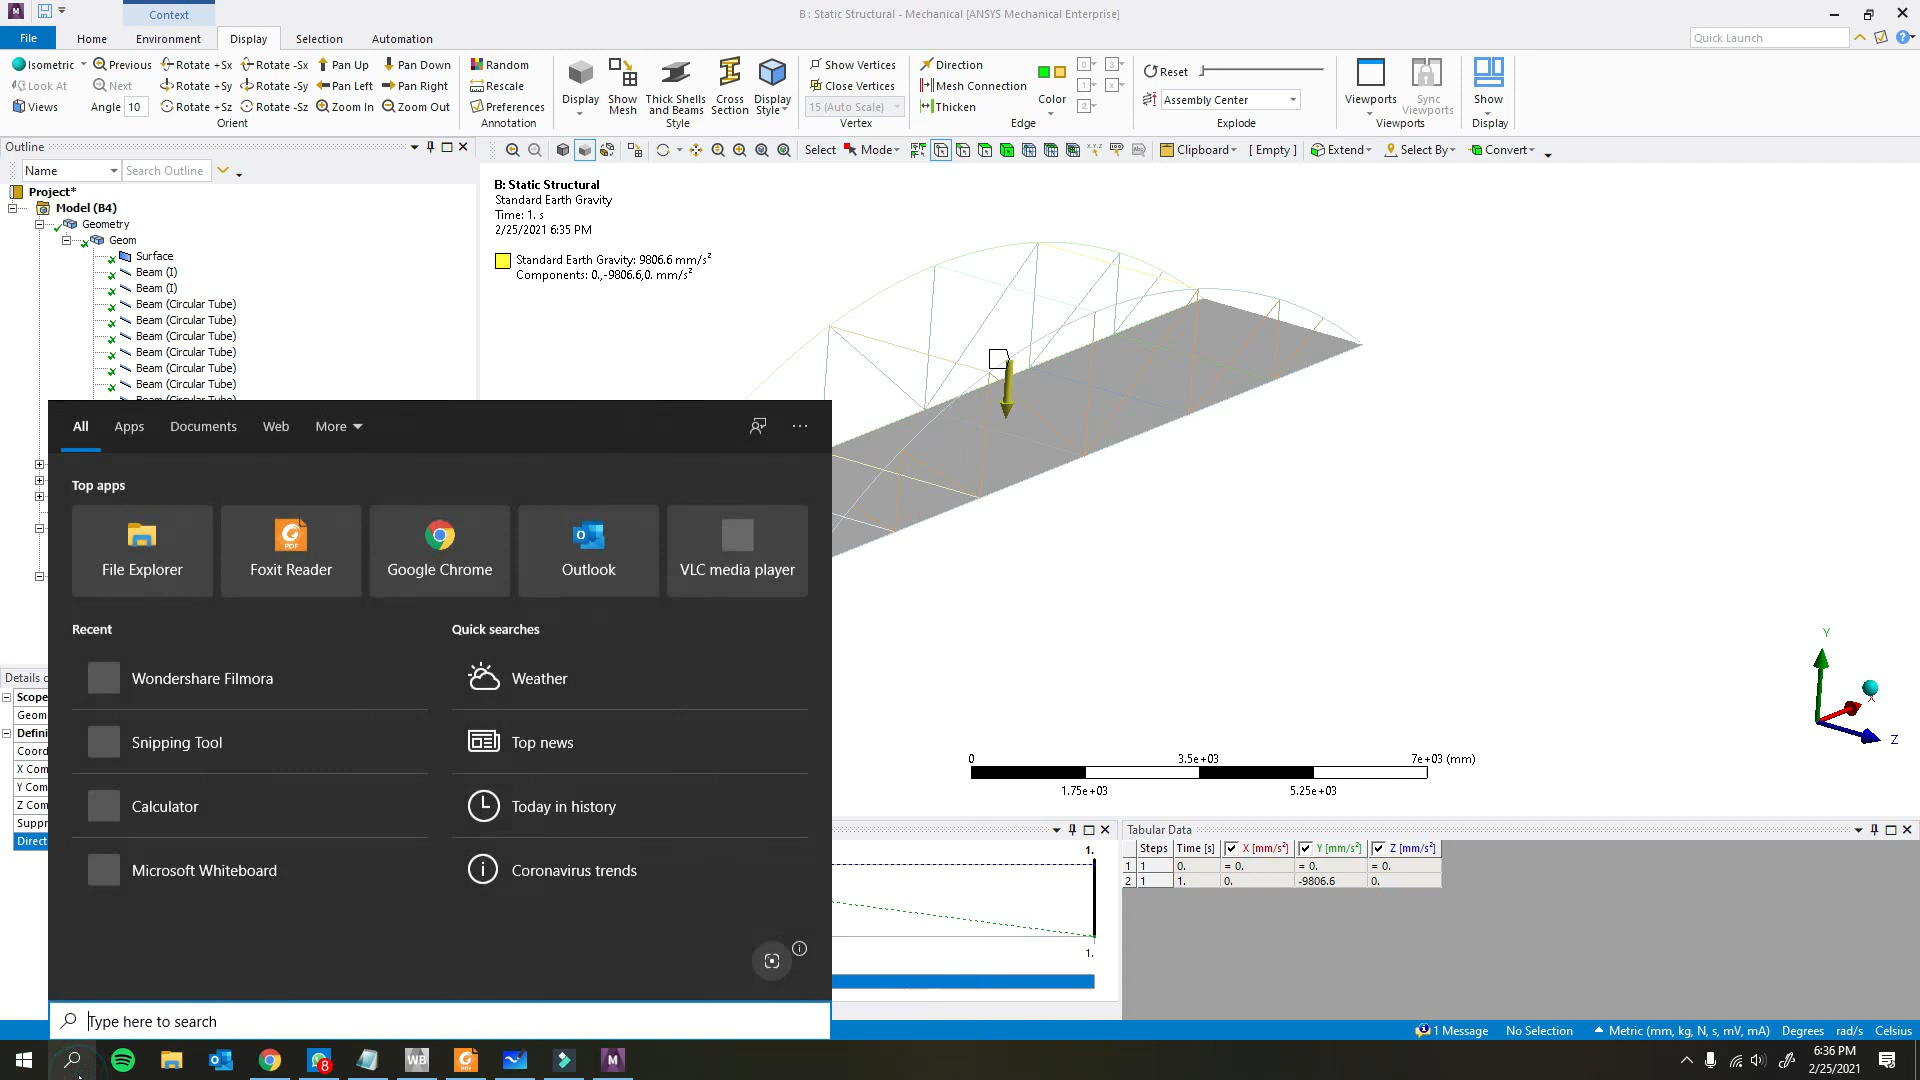 Context
B : Static Structural - Mechanical [ANSYS Mechanical Enterprise]
File
Home
Environment
Display
Selection
Automation
Quick Launch
Isometric
Previous
Rotate +Sx
Rotate -Sx
Pan Up
Pan Down
Look At
Next
Rotate +Sy
Rotate -Sy
Pan Left
Pan Right
Views
Angle 10
Rotate +Sz
Rotate -Sz
Zoom In
Zoom Out
Orient
Random
Rescale
Preferences
Annotation
Display
Show Mesh
Thick Shells and Beams
Cross Section
Display Style
Style
Show Vertices
Close Vertices
15 (Auto Scale)
Vertex
Direction
Mesh Connection
Thicken
Color
Edge
Reset
Assembly Center
Explode
Viewports
Sync Viewports
Viewports
Show
Display
Outline
Select
Mode
Clipboard
[ Empty ]
Extend
Select By
Convert
Name
Search Outline
Project*
Model (B4)
Geometry
Geom
Surface
Beam (I)
Beam (I)
Beam (Circular Tube)
Beam (Circular Tube)
Beam (Circular Tube)
Beam (Circular Tube)
Beam (Circular Tube)
Beam (Circular Tube)
B: Static Structural
Standard Earth Gravity
Time: 1. s
2/25/2021 6:35 PM
Standard Earth Gravity: 9806.6 mm/s²
Components: 0.,-9806.6,0. mm/s²
All
Apps
Documents
Web
More
Top apps
File Explorer
Foxit Reader
Google Chrome
Outlook
VLC media player
Recent
Quick searches
Wondershare Filmora
Weather
Snipping Tool
Top news
Calculator
Today in history
Microsoft Whiteboard
Coronavirus trends
Type here to search
Details o
Scope
Geom
Defini
Coord
X Com
Y Com
Z Com
Suppr
Direct
Y
X
Z
0
3.5e+03
7e+03 (mm)
1.75e+03
5.25e+03
1.
1.
Tabular Data
Steps Time [s] X [mm/s²] Y [mm/s²] Z [mm/s²]
1 1 0. = 0. = 0. = 0.
2 1 1. 0. -9806.6 0.
1 Message
No Selection
Metric (mm, kg, N, s, mV, mA)
Degrees
rad/s
Celsius
8
WB
M
6:36 PM
2/25/2021